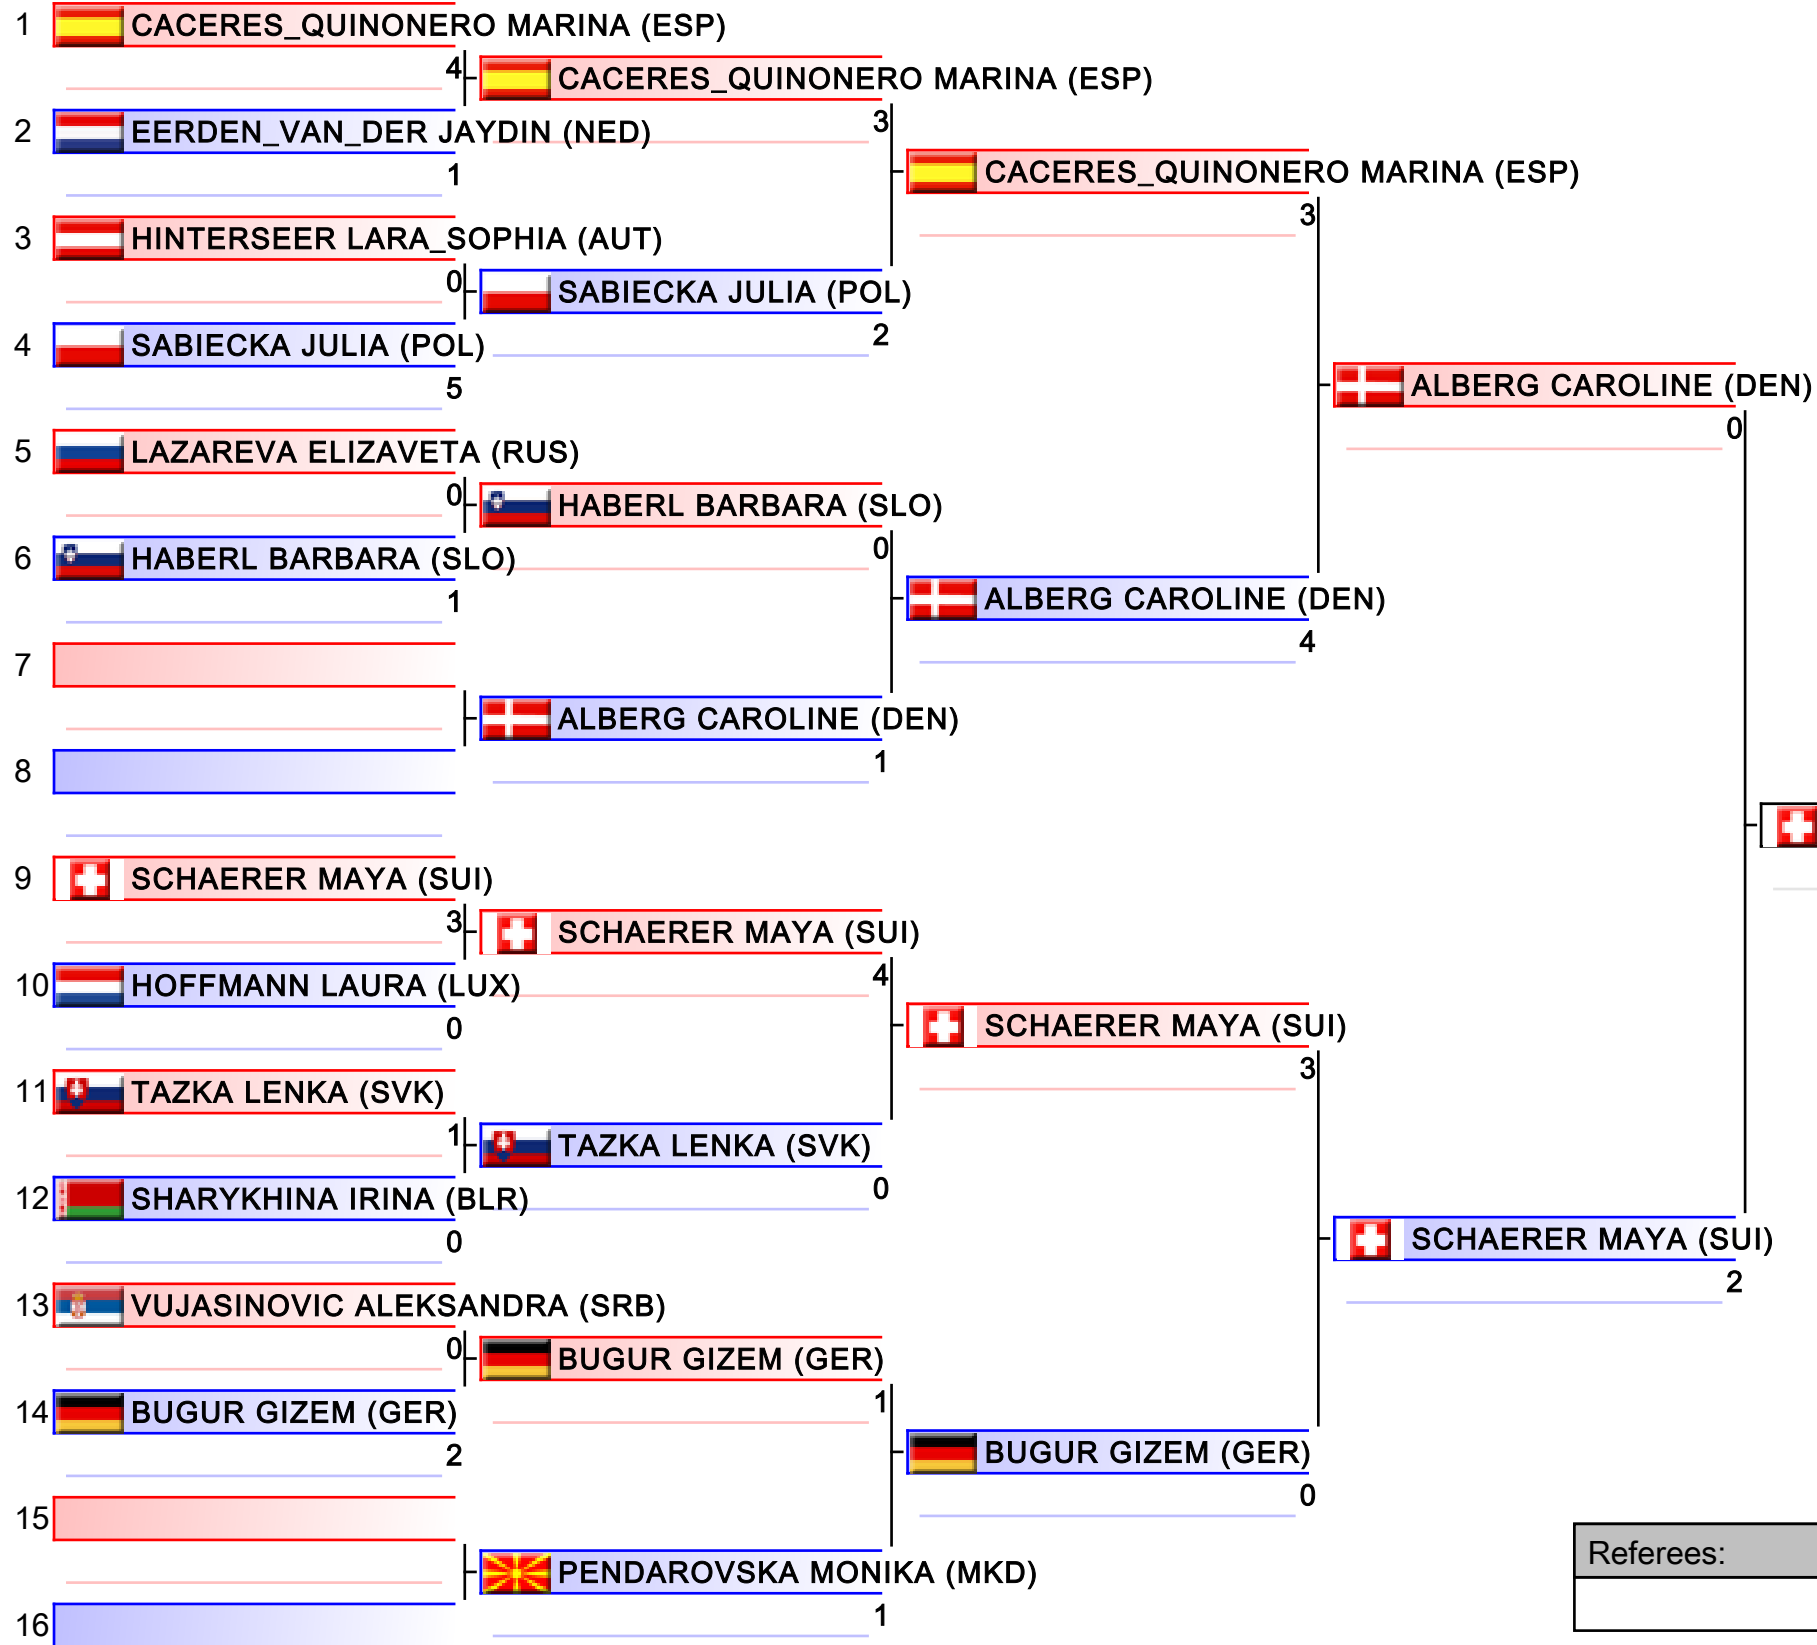 1 CACERES_QUINONERO MARINA (ESP)
4 CACERES_QUINONERO MARINA (ESP)
2 EERDEN_VAN_DER JAYDIN (NED)
3
1 CACERES_QUINONERO MARINA (ESP)
3
3 HINTERSEER LARA_SOPHIA (AUT)
0 SABIECKA JULIA (POL)
2
4 SABIECKA JULIA (POL)
5
ALBERG CAROLINE (DEN)
0
5 LAZAREVA ELIZAVETA (RUS)
0 HABERL BARBARA (SLO)
0
6 HABERL BARBARA (SLO)
1
ALBERG CAROLINE (DEN)
4
7
ALBERG CAROLINE (DEN)
1
8
9 SCHAERER MAYA (SUI)
3 SCHAERER MAYA (SUI)
4
10 HOFFMANN LAURA (LUX)
0
SCHAERER MAYA (SUI)
3
11 TAZKA LENKA (SVK)
1 TAZKA LENKA (SVK)
0
12 SHARYKHINA IRINA (BLR)
0
SCHAERER MAYA (SUI)
2
13 VUJASINOVIC ALEKSANDRA (SRB)
0 BUGUR GIZEM (GER)
1
14 BUGUR GIZEM (GER)
2
BUGUR GIZEM (GER)
0
15
PENDAROVSKA MONIKA (MKD)
1
16
Referees: